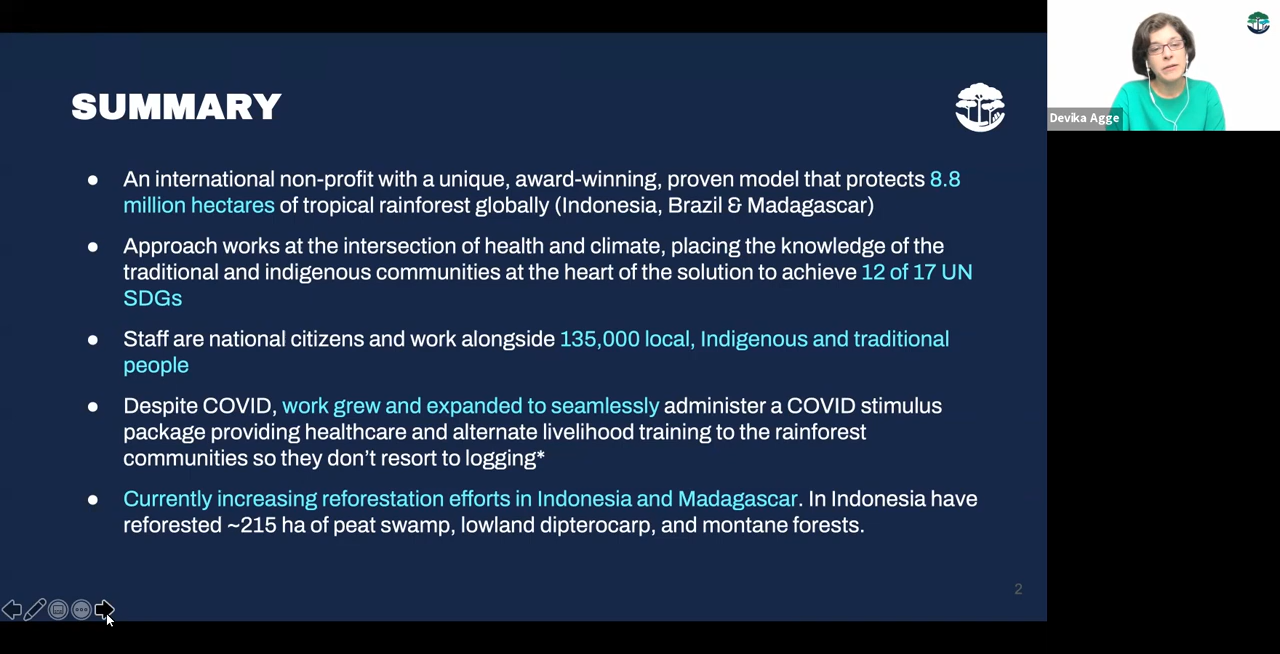 SUMMARY
● An international non-profit with a unique, award-winning, proven model that protects 8.8
million hectares of tropical rainforest globally (Indonesia, Brazil & Madagascar)
● Approach works at the intersection of health and climate, placing the knowledge of the
traditional and indigenous communities at the heart of the solution to achieve 12 of 17 UN
SDGs
● Staff are national citizens and work alongside 135,000 local, Indigenous and traditional
people
● Despite COVID, work grew and expanded to seamlessly administer a COVID stimulus
package providing healthcare and alternate livelihood training to the rainforest
communities so they don’t resort to logging*
● Currently increasing reforestation efforts in Indonesia and Madagascar. In Indonesia have
reforested ~215 ha of peat swamp, lowland dipterocarp, and montane forests.
2
Devika Agge